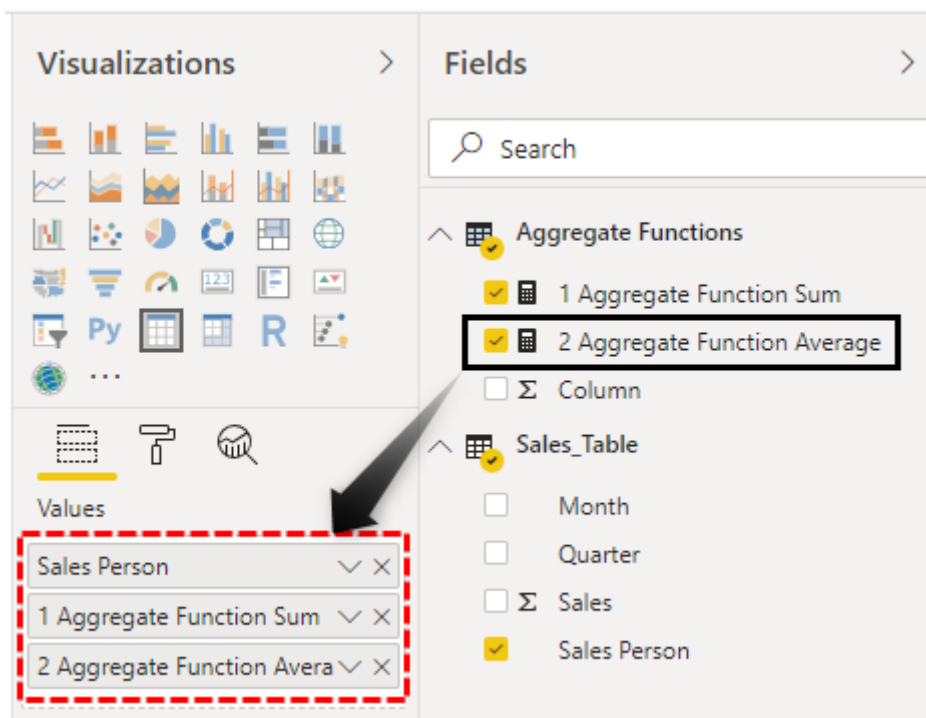 Visualizations
123
Py
R
Values
Sales Person
1 Aggregate Function Sum
2 Aggregate Function Avera
Fields
Search
Aggregate Functions
1 Aggregate Function Sum
2 Aggregate Function Average
Σ Column
Sales_Table
Month
Quarter
Σ Sales
Sales Person